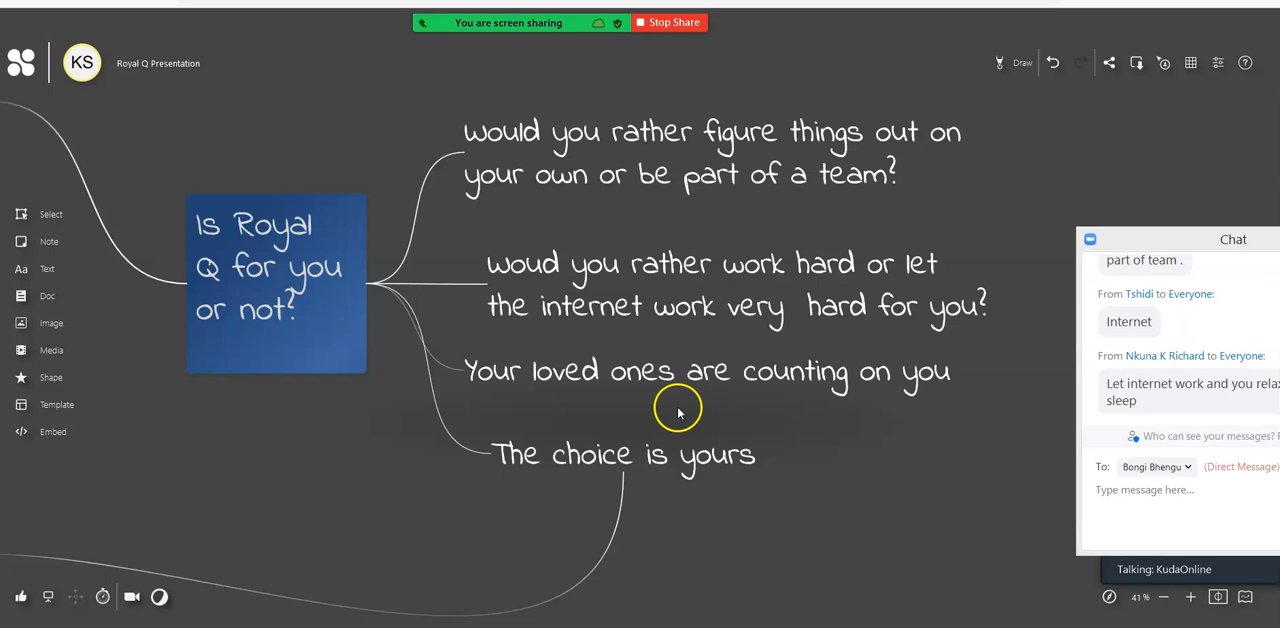 You are screen sharing
Stop Share
KS
Royal Q Presentation
Draw
would you rather figure things out on
your own or be part of a team?
Is Royal
Q for you
or not?
woud you rather work hard or let
the internet work very hard for you?
Your loved ones are counting on you
The choice is yours
Select
Note
Aa Text
Doc
Image
Media
Shape
Template
Embed
Chat
part of team .
From Tshidi to Everyone:
Internet
From Nkuna K Richard to Everyone:
Let internet work and you rela
sleep
Who can see your messages?
To: Bongi Bhengu (Direct Message)
Type message here...
Talking: KudaOnline
41%